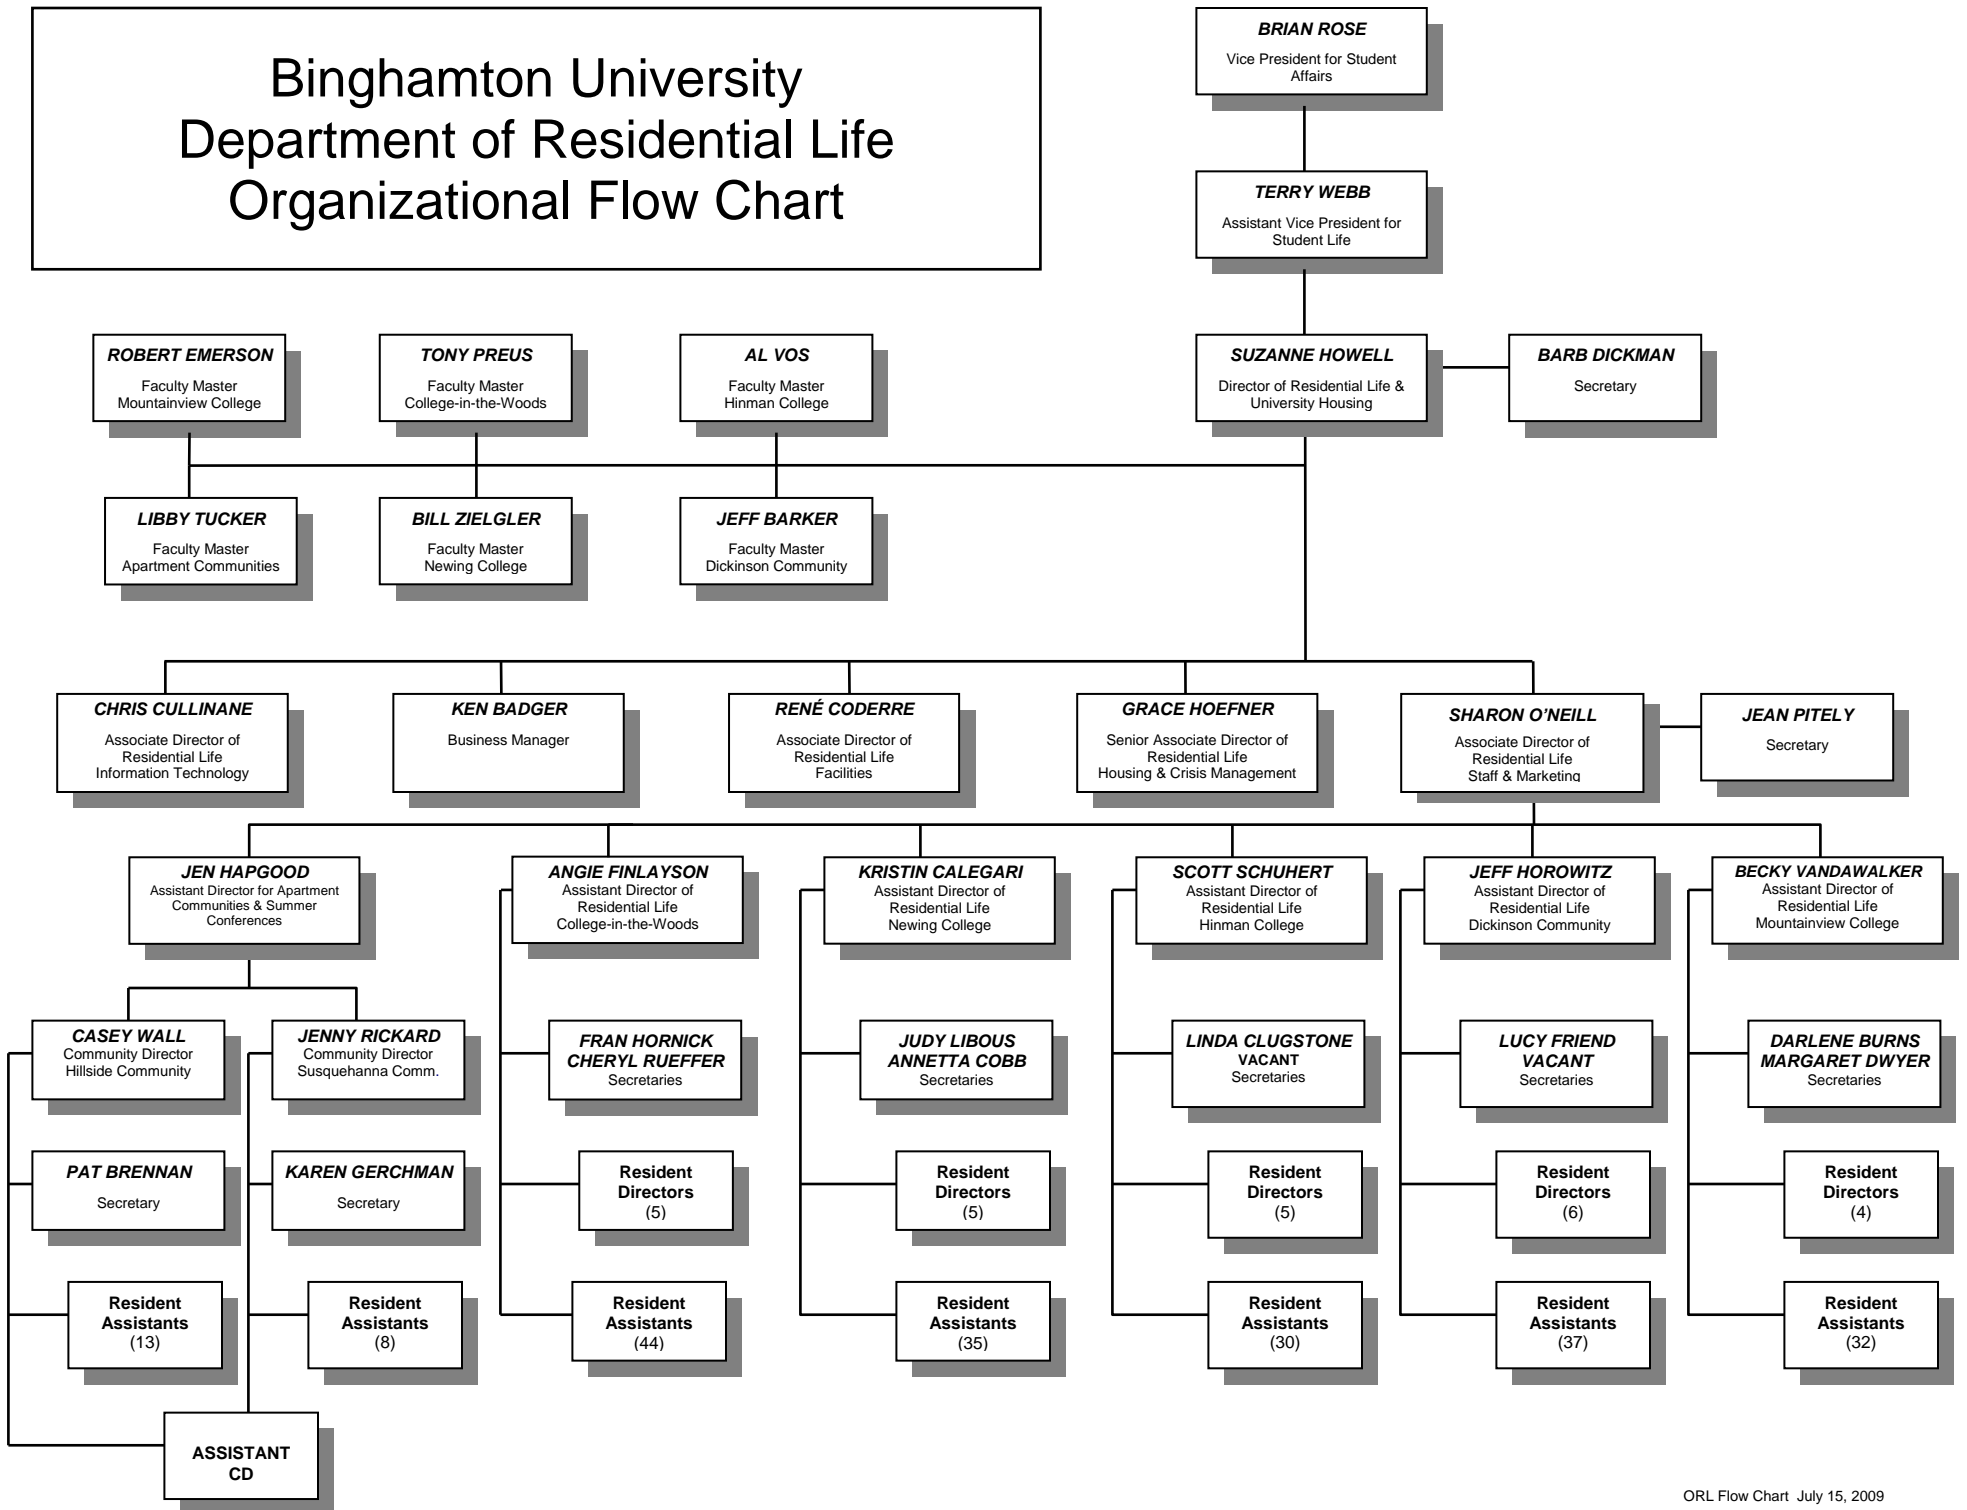 Binghamton University
Department of Residential Life
Organizational Flow Chart
BRIAN ROSE
Vice President for Student
Affairs
TERRY WEBB
Assistant Vice President for
Student Life
ROBERT EMERSON
Faculty Master
Mountainview College
TONY PREUS
Faculty Master
College-in-the-Woods
AL VOS
Faculty Master
Hinman College
SUZANNE HOWELL
Director of Residential Life &
University Housing
BARB DICKMAN
Secretary
LIBBY TUCKER
Faculty Master
Apartment Communities
BILL ZIELGLER
Faculty Master
Newing College
JEFF BARKER
Faculty Master
Dickinson Community
CHRIS CULLINANE
Associate Director of
Residential Life
Information Technology
KEN BADGER
Business Manager
RENÉ CODERRE
Associate Director of
Residential Life
Facilities
GRACE HOEFNER
Senior Associate Director of
Residential Life
Housing & Crisis Management
SHARON O'NEILL
Associate Director of
Residential Life
Staff & Marketing
JEAN PITELY
Secretary
JEN HAPGOOD
Assistant Director for Apartment
Communities & Summer
Conferences
ANGIE FINLAYSON
Assistant Director of
Residential Life
College-in-the-Woods
KRISTIN CALEGARI
Assistant Director of
Residential Life
Newing College
SCOTT SCHUHERT
Assistant Director of
Residential Life
Hinman College
JEFF HOROWITZ
Assistant Director of
Residential Life
Dickinson Community
BECKY VANDAWALKER
Assistant Director of
Residential Life
Mountainview College
CASEY WALL
Community Director
Hillside Community
JENNY RICKARD
Community Director
Susquehanna Comm.
FRAN HORNICK
CHERYL RUEFFER
Secretaries
JUDY LIBOUS
ANNETTA COBB
Secretaries
LINDA CLUGSTONE
VACANT
Secretaries
LUCY FRIEND
VACANT
Secretaries
DARLENE BURNS
MARGARET DWYER
Secretaries
PAT BRENNAN
Secretary
KAREN GERCHMAN
Secretary
Resident
Directors
(5)
Resident
Directors
(5)
Resident
Directors
(5)
Resident
Directors
(6)
Resident
Directors
(4)
Resident
Assistants
(13)
Resident
Assistants
(8)
Resident
Assistants
(44)
Resident
Assistants
(35)
Resident
Assistants
(30)
Resident
Assistants
(37)
Resident
Assistants
(32)
ASSISTANT
CD
ORL Flow Chart July 15, 2009